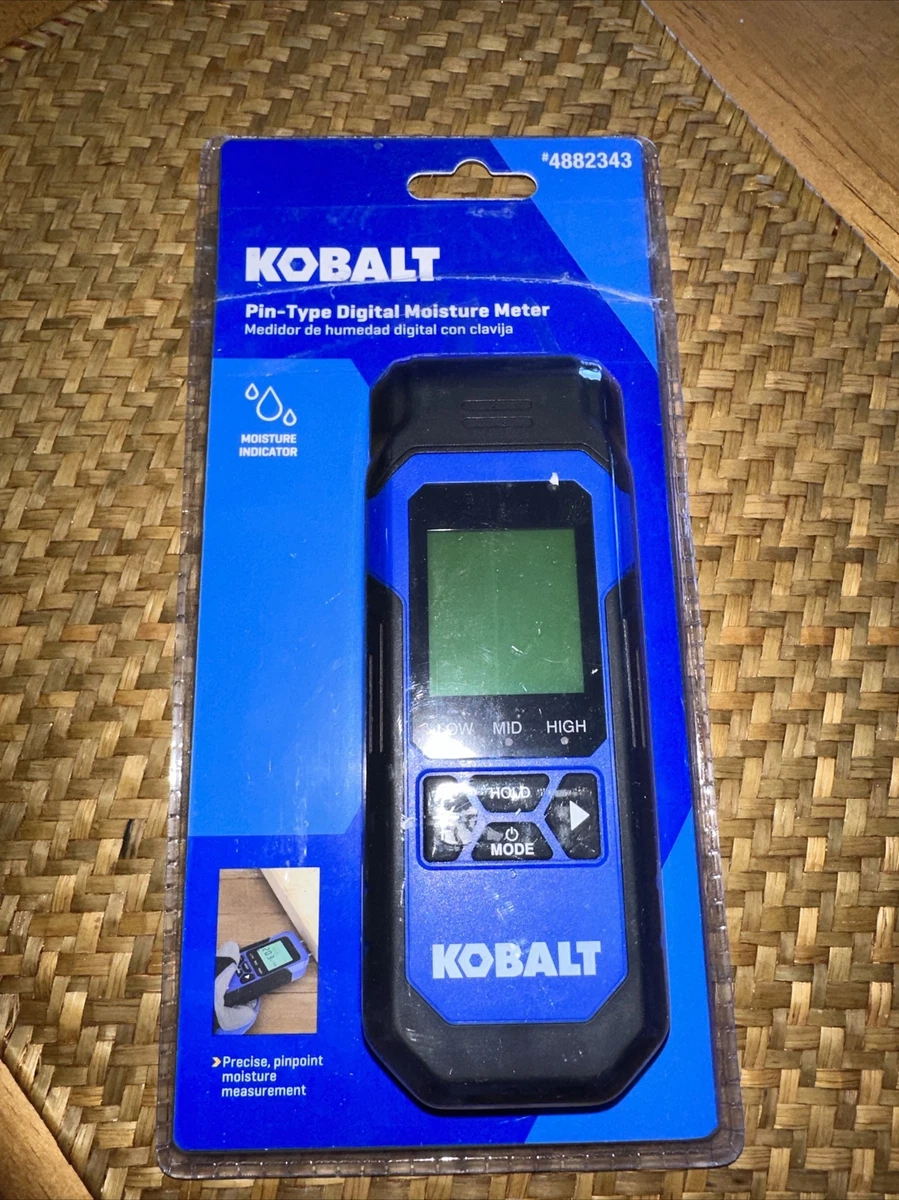 #4882343
KOBALT
Pin-Type Digital Moisture Meter
Medidor de humedad digital con clavija
MOISTURE
INDICATOR
LOW MID HIGH
HOLD
MODE
KOBALT
Precise, pinpoint
moisture
measurement